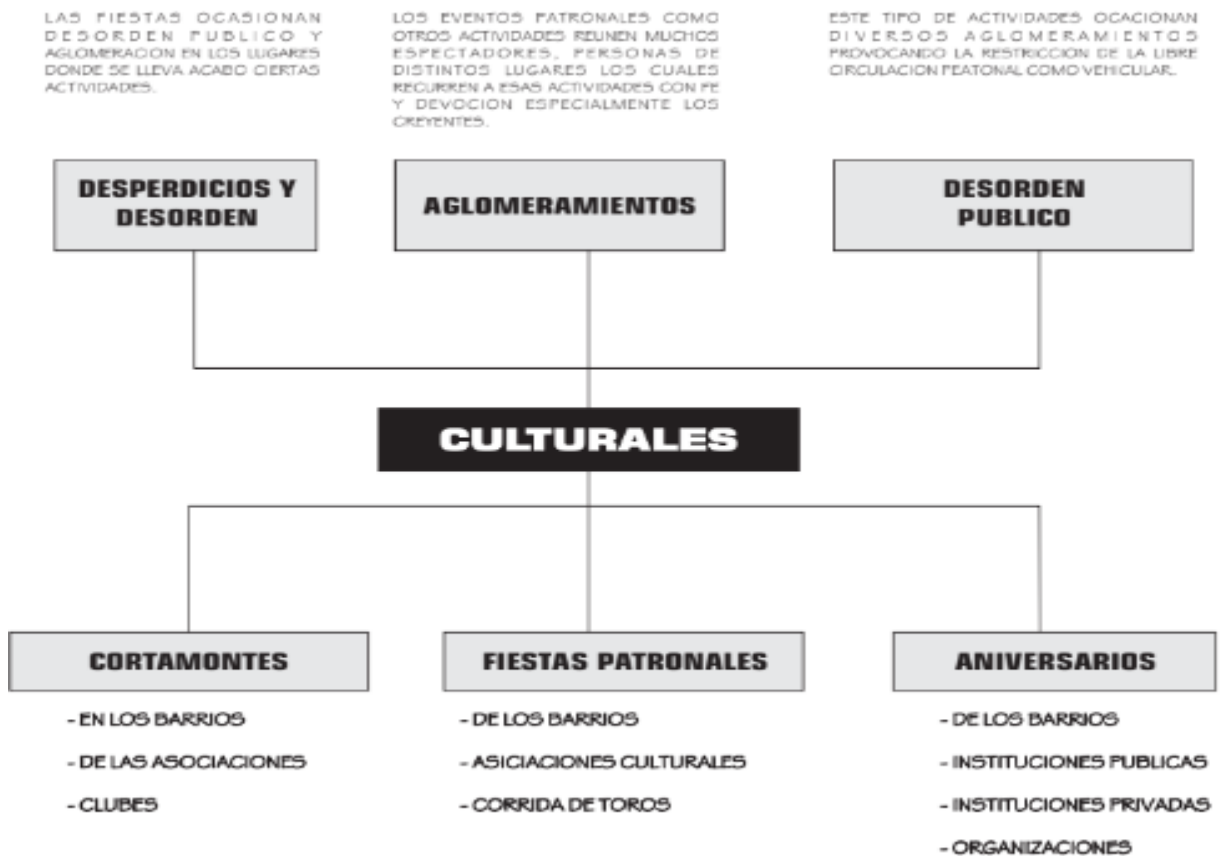 LAS FIESTAS OCASIONAN
DESORDEN PUBLICO Y
AGLOMERACION EN LOS LUGARES
DONDE SE LLEVA ACABO CIERTAS
ACTIVIDADES.
LOS EVENTOS PATRONALES COMO
OTROS ACTIVIDADES REUNEN MUCHOS
ESPECTADORES, PERSONAS DE
DISTINTOS LUGARES LOS CUALES
RECURREN A ESAS ACTIVIDADES CON FE
Y DEVOCION ESPECIALMENTE LOS
CREYENTES.
ESTE TIPO DE ACTIVIDADES OCACIONAN
DIVERSOS AGLOMERAMIENTOS
PROVOCANDO LA RESTRICCION DE LA LIBRE
CIRCULACION PEATONAL COMO VEHICULAR.
DESPERDICIOS Y
DESORDEN
AGLOMERAMIENTOS
DESORDEN
PUBLICO
CULTURALES
CORTAMONTES
- EN LOS BARRIOS
- DE LAS ASOCIACIONES
- CLUBES
FIESTAS PATRONALES
- DE LOS BARRIOS
- ASICIACIONES CULTURALES
- CORRIDA DE TOROS
ANIVERSARIOS
- DE LOS BARRIOS
- INSTITUCIONES PUBLICAS
- INSTITUCIONES PRIVADAS
- ORGANIZACIONES